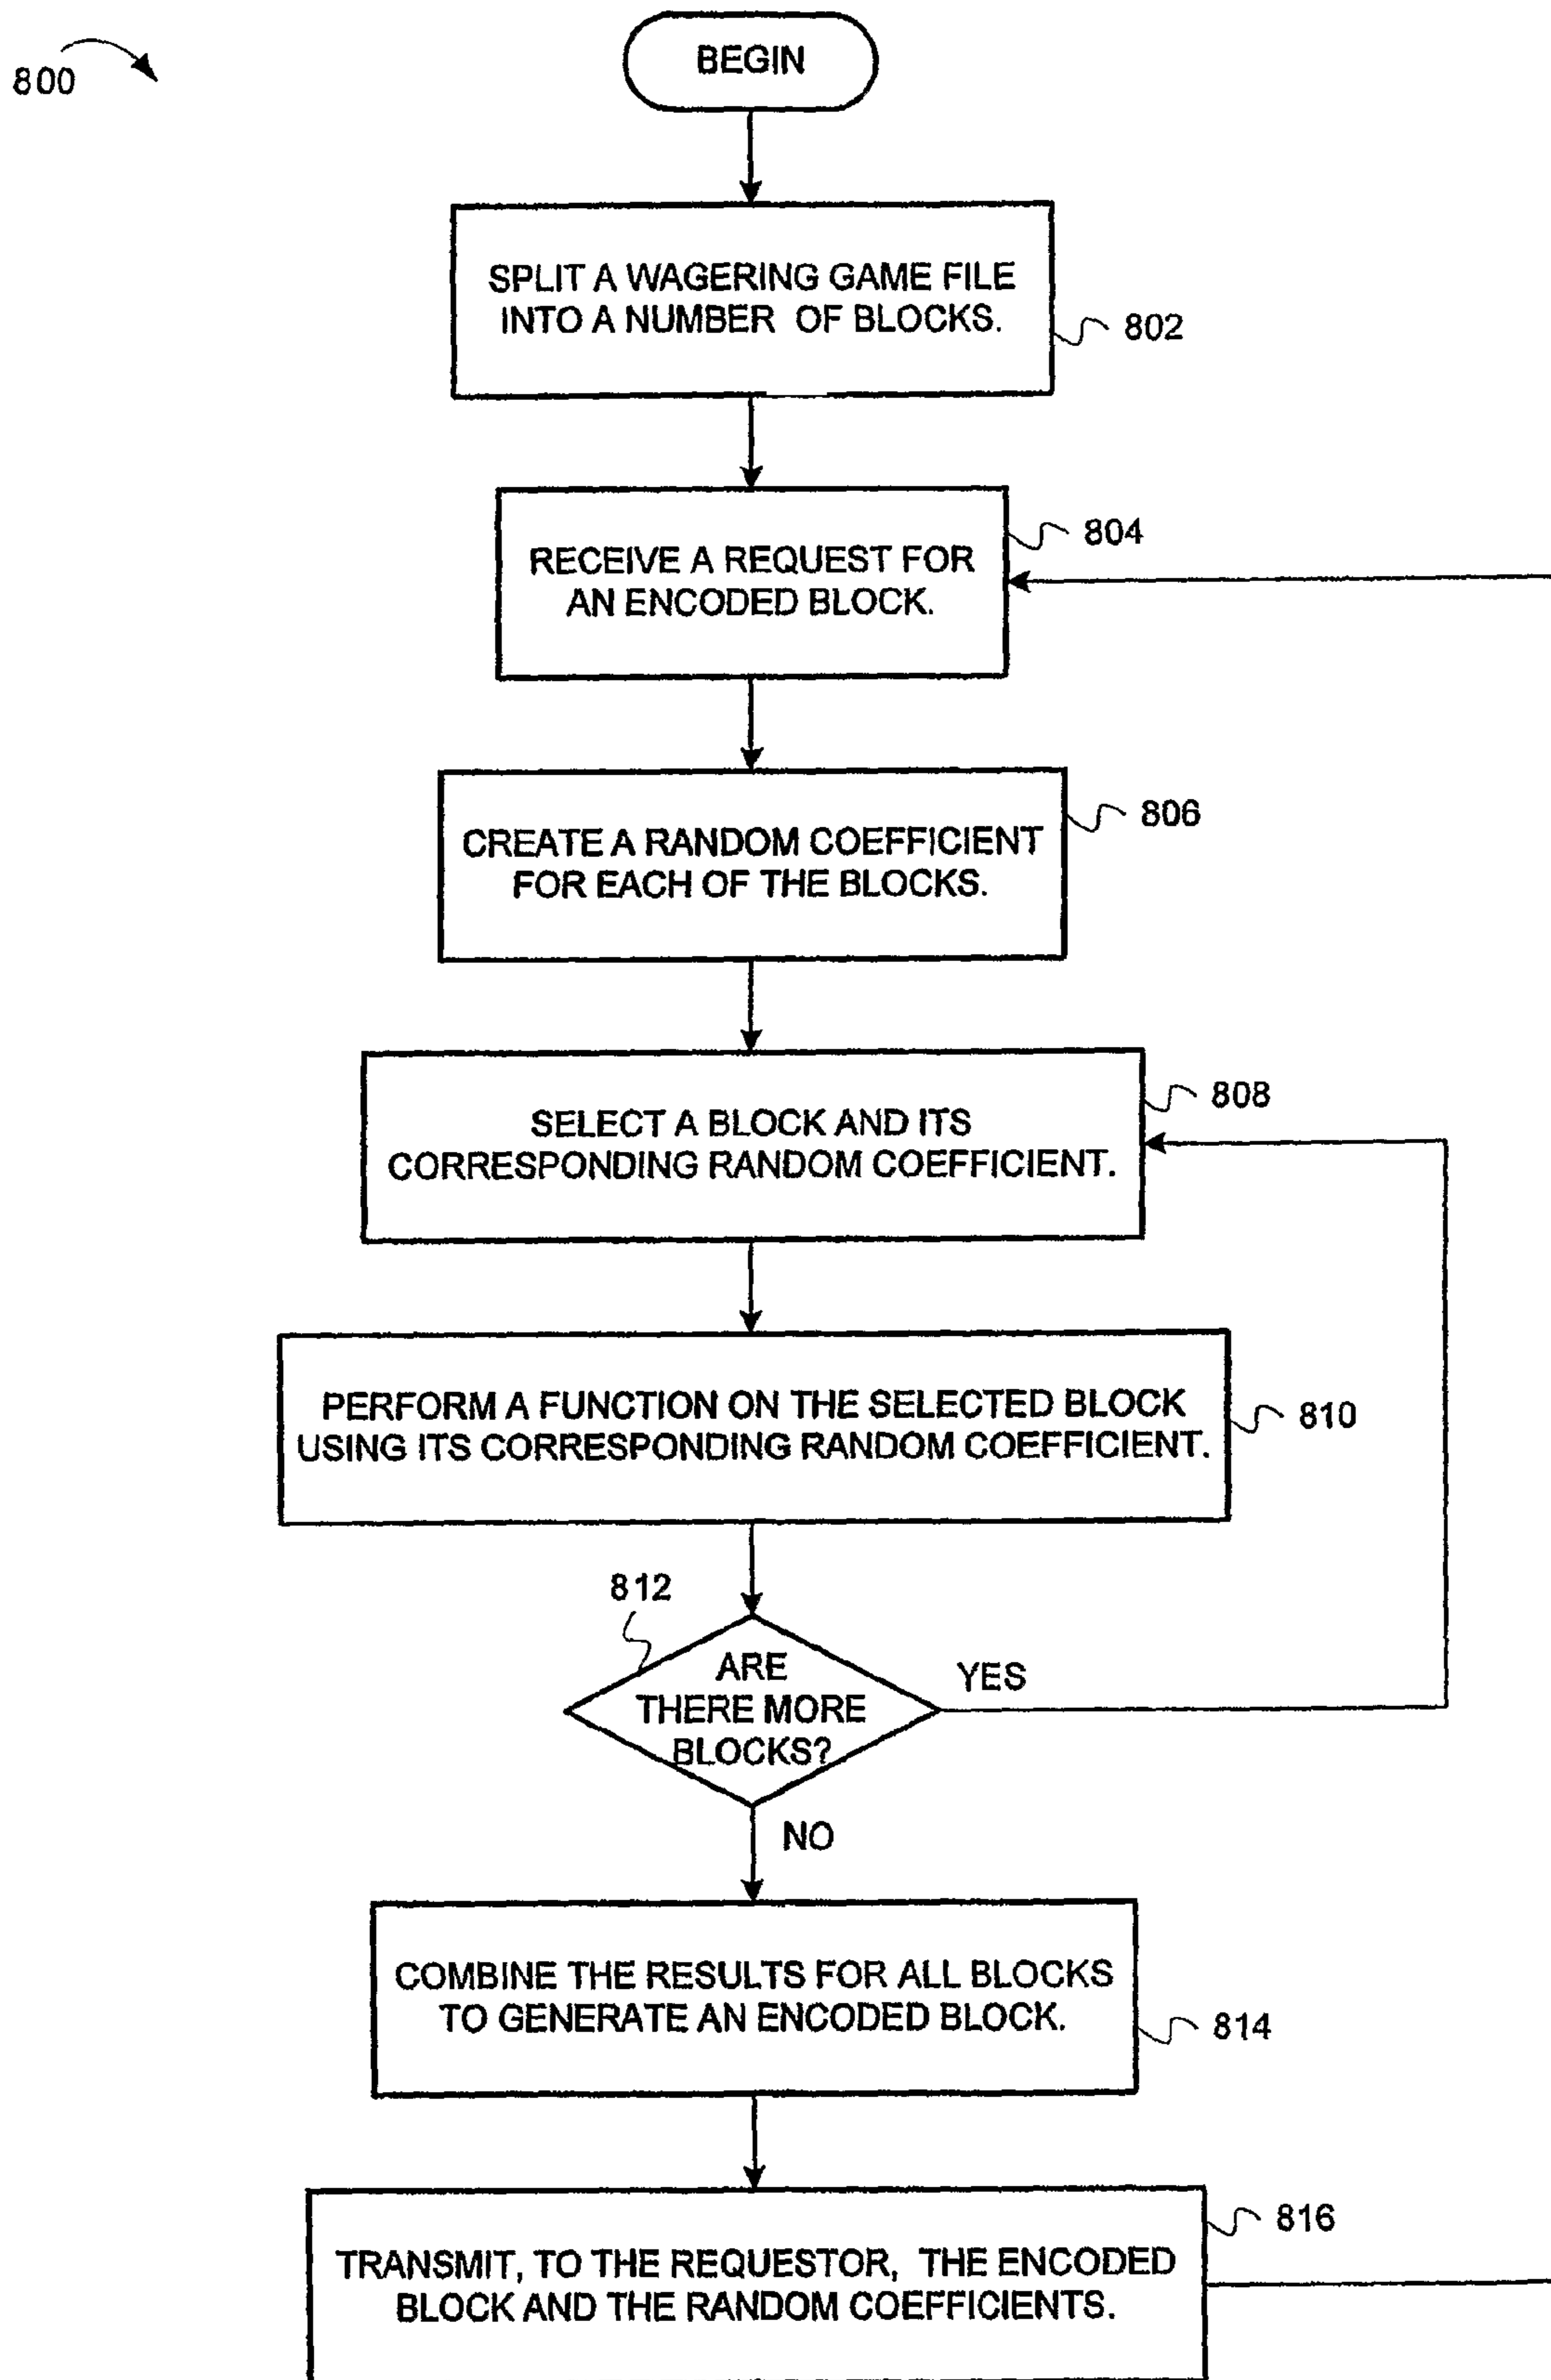 800
BEGIN
SPLIT A WAGERING GAME FILE
INTO A NUMBER OF BLOCKS.
802
RECEIVE A REQUEST FOR
AN ENCODED BLOCK.
804
CREATE A RANDOM COEFFICIENT
FOR EACH OF THE BLOCKS.
806
SELECT A BLOCK AND ITS
CORRESPONDING RANDOM COEFFICIENT.
808
PERFORM A FUNCTION ON THE SELECTED BLOCK
USING ITS CORRESPONDING RANDOM COEFFICIENT.
810
812
ARE
THERE MORE
BLOCKS?
YES
NO
COMBINE THE RESULTS FOR ALL BLOCKS
TO GENERATE AN ENCODED BLOCK.
814
TRANSMIT, TO THE REQUESTOR, THE ENCODED
BLOCK AND THE RANDOM COEFFICIENTS.
816